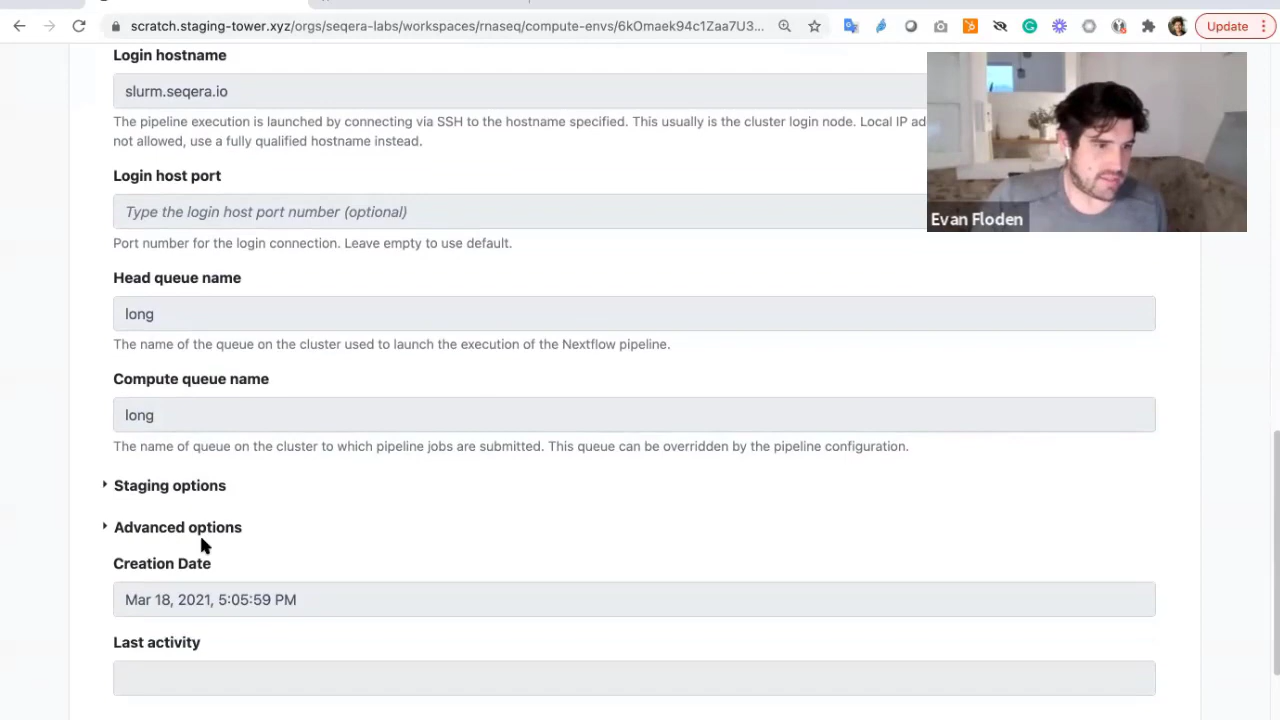 scratch.staging-tower.xyz/orgs/seqera-labs/workspaces/rnaseq/compute-envs/6kOmaek94c1Zaa7U3...
Update
Login hostname
slurm.seqera.io
The pipeline execution is launched by connecting via SSH to the hostname specified. This usually is the cluster login node. Local IP ad
not allowed, use a fully qualified hostname instead.
Login host port
Type the login host port number (optional)
Port number for the login connection. Leave empty to use default.
Evan Floden
Head queue name
long
The name of the queue on the cluster used to launch the execution of the Nextflow pipeline.
Compute queue name
long
The name of queue on the cluster to which pipeline jobs are submitted. This queue can be overridden by the pipeline configuration.
Staging options
Advanced options
Creation Date
Mar 18, 2021, 5:05:59 PM
Last activity